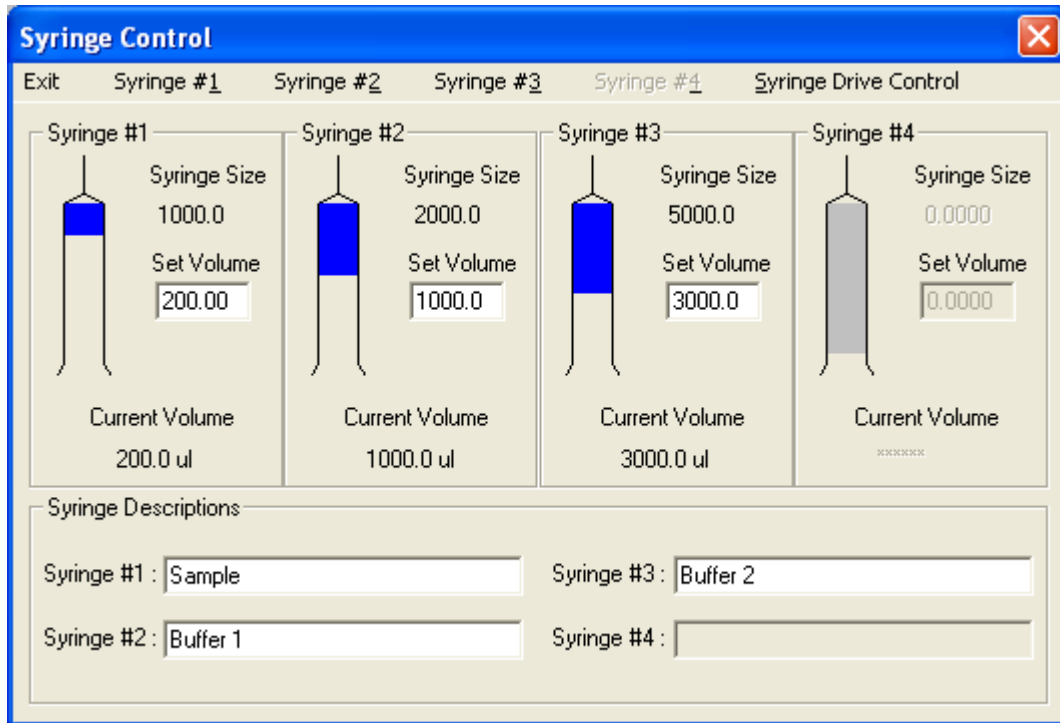 Syringe Control
Exit Syringe #1 Syringe #2 Syringe #3 Syringe #4 Syringe Drive Control
Syringe #1
Syringe Size
1000.0
Set Volume
200.00
Current Volume
200.0 ul
Syringe #2
Syringe Size
2000.0
Set Volume
1000.0
Current Volume
1000.0 ul
Syringe #3
Syringe Size
5000.0
Set Volume
3000.0
Current Volume
3000.0 ul
Syringe #4
Syringe Size
0.0000
Set Volume
0.0000
Current Volume
xxxxxx
Syringe Descriptions
Syringe #1 : Sample
Syringe #2 : Buffer 1
Syringe #3 : Buffer 2
Syringe #4 :